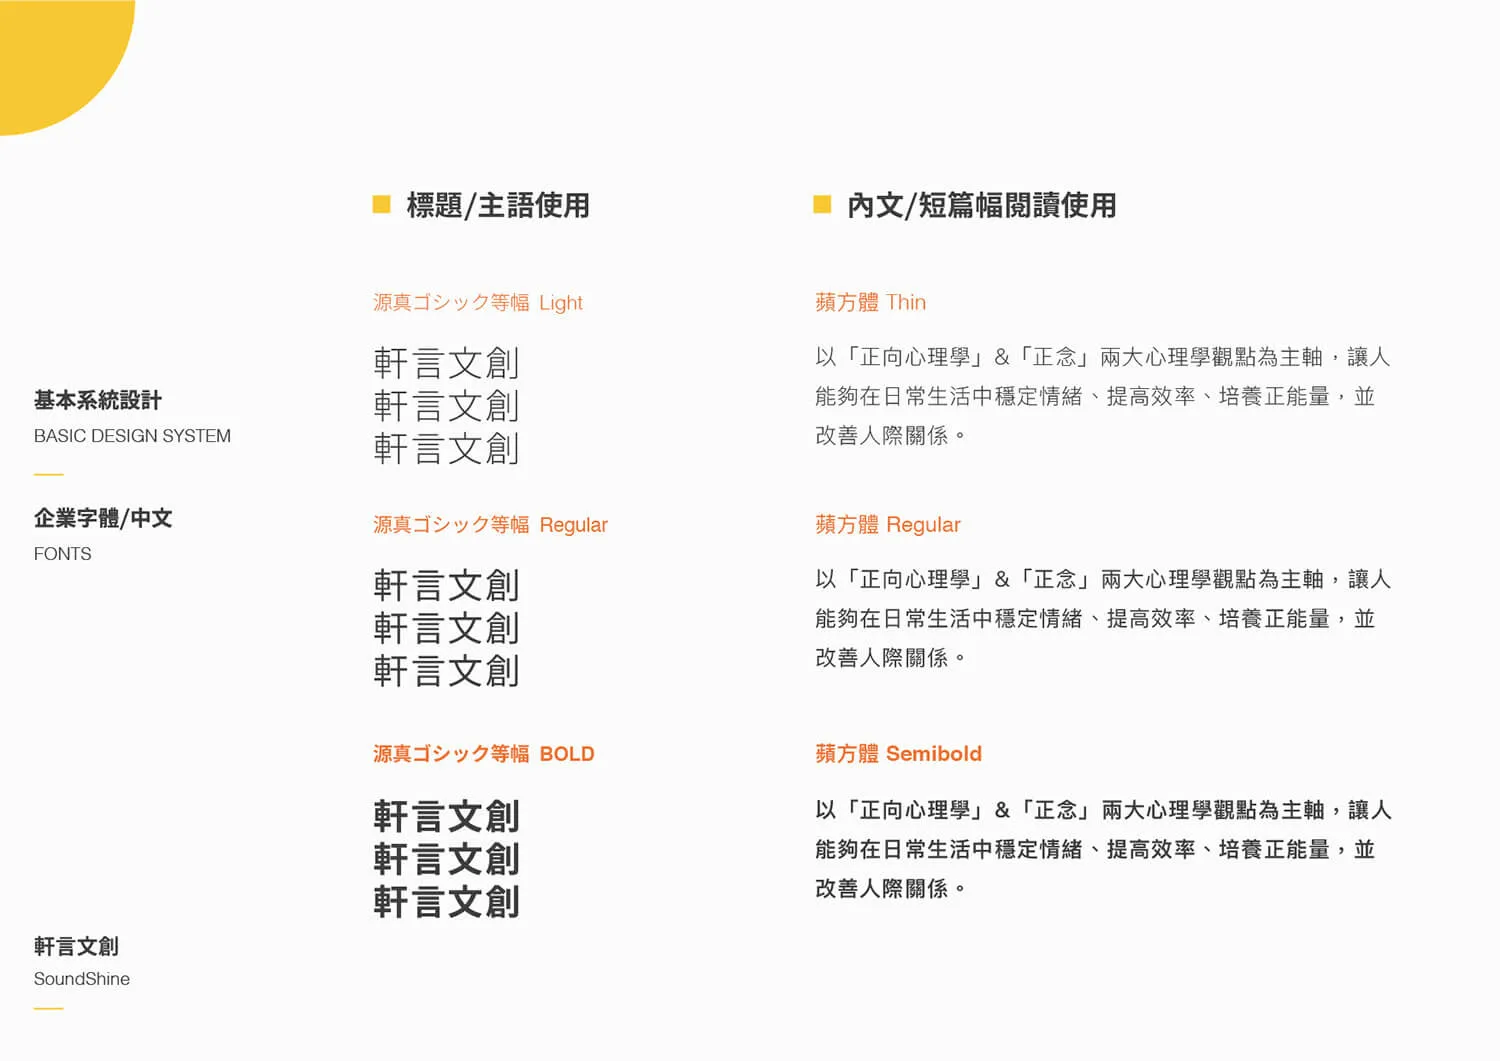 基本系統設計
BASIC DESIGN SYSTEM
企業字體/中文
FONTS
軒言文創
SoundShine
標題/主語使用
源真ゴシック等幅 Light
軒言文創
軒言文創
軒言文創
源真ゴシック等幅 Regular
軒言文創
軒言文創
軒言文創
源真ゴシック等幅 BOLD
軒言文創
軒言文創
軒言文創
內文/短篇幅閱讀使用
蘋方體 Thin
以「正向心理學」&「正念」兩大心理學觀點為主軸，讓人
能夠在日常生活中穩定情緒、提高效率、培養正能量，並
改善人際關係。
蘋方體 Regular
以「正向心理學」&「正念」兩大心理學觀點為主軸，讓人
能夠在日常生活中穩定情緒、提高效率、培養正能量，並
改善人際關係。
蘋方體 Semibold
以「正向心理學」&「正念」兩大心理學觀點為主軸，讓人
能夠在日常生活中穩定情緒、提高效率、培養正能量，並
改善人際關係。